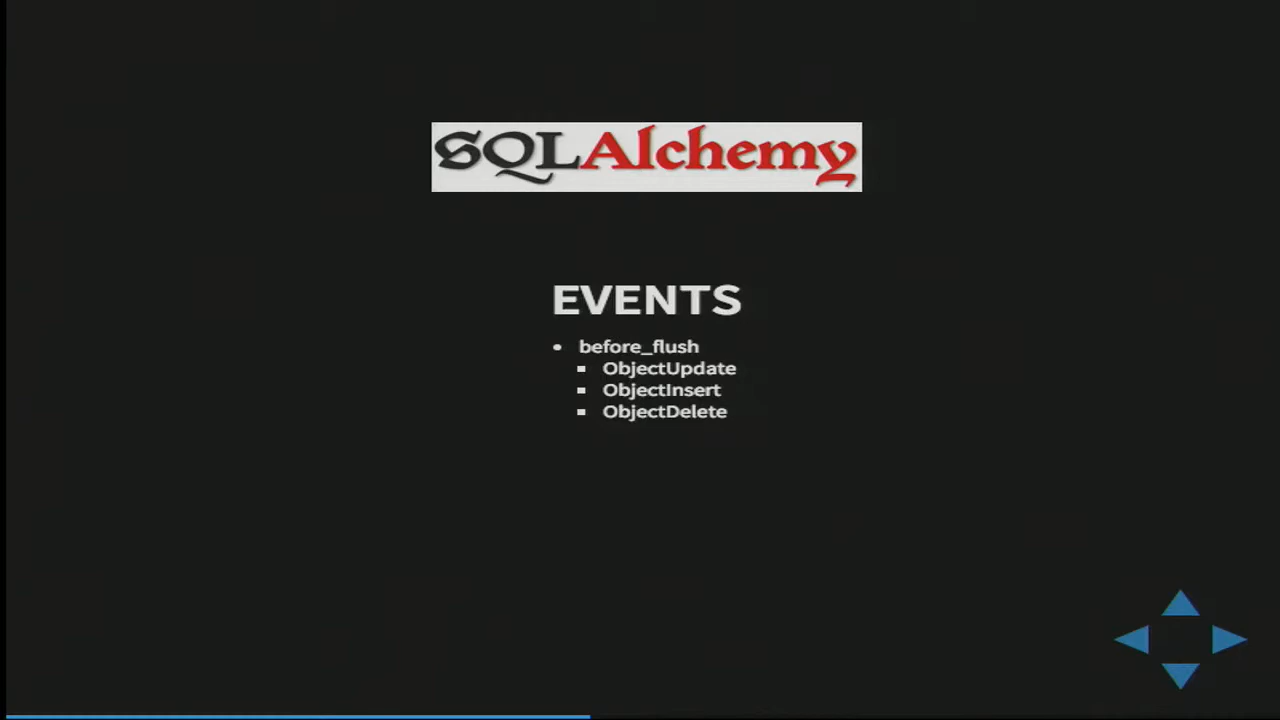 SQLAlchemy
EVENTS
before_flush
ObjectUpdate
ObjectInsert
ObjectDelete